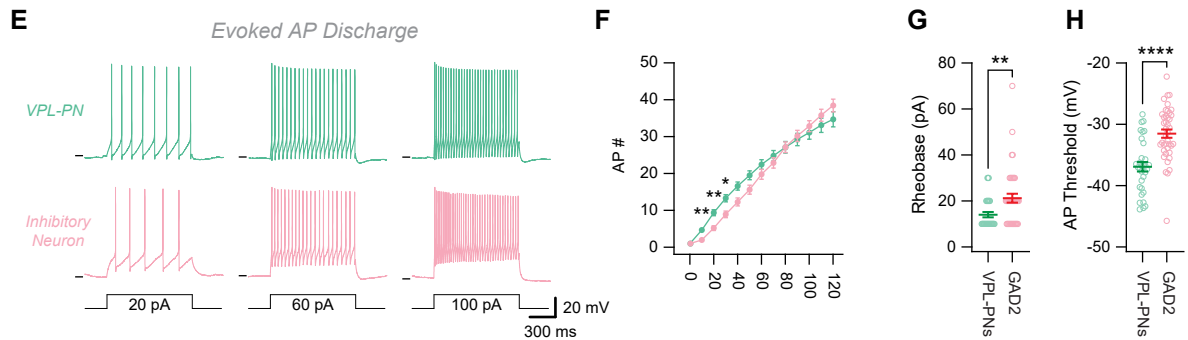 E
Evoked AP Discharge
VPL-PN
Inhibitory
Neuron
20 pA
60 pA
100 pA
20 mV
300 ms
F
AP #
50
40
30
20
10
0
**
**
*
0
20
40
60
80
100
120
G
Rheobase (pA)
80
60
40
20
0
**
VPL-PNs
GAD2
H
AP Threshold (mV)
-20
-30
-40
-50
****
VPL-PNs
GAD2